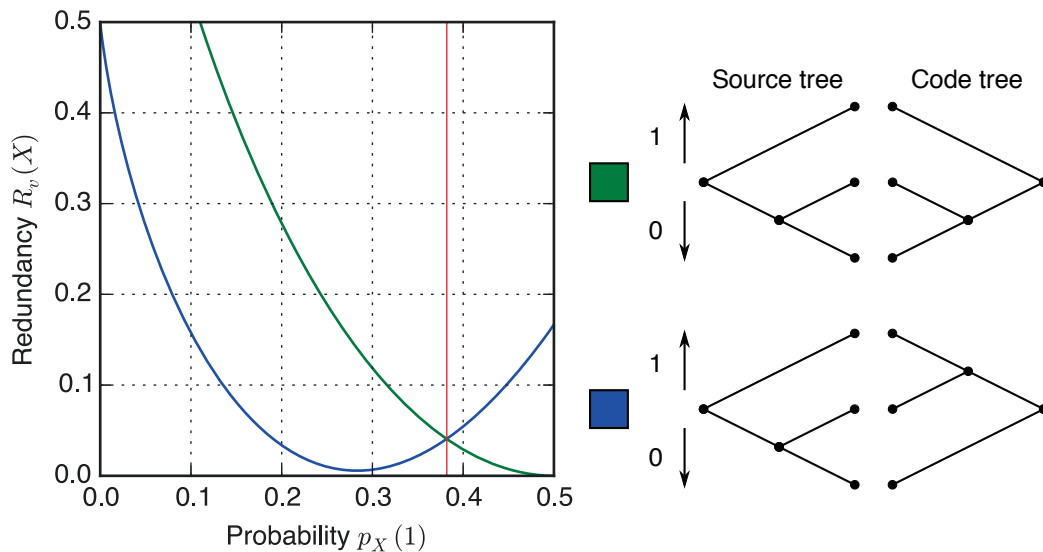 0.5
0.4
0.3
0.2
0.1
0.0
0.0 0.1 0.2 0.3 0.4 0.5
Redundancy R_v(X)
Probability p_X(1)
Source tree Code tree
1
0
1
0